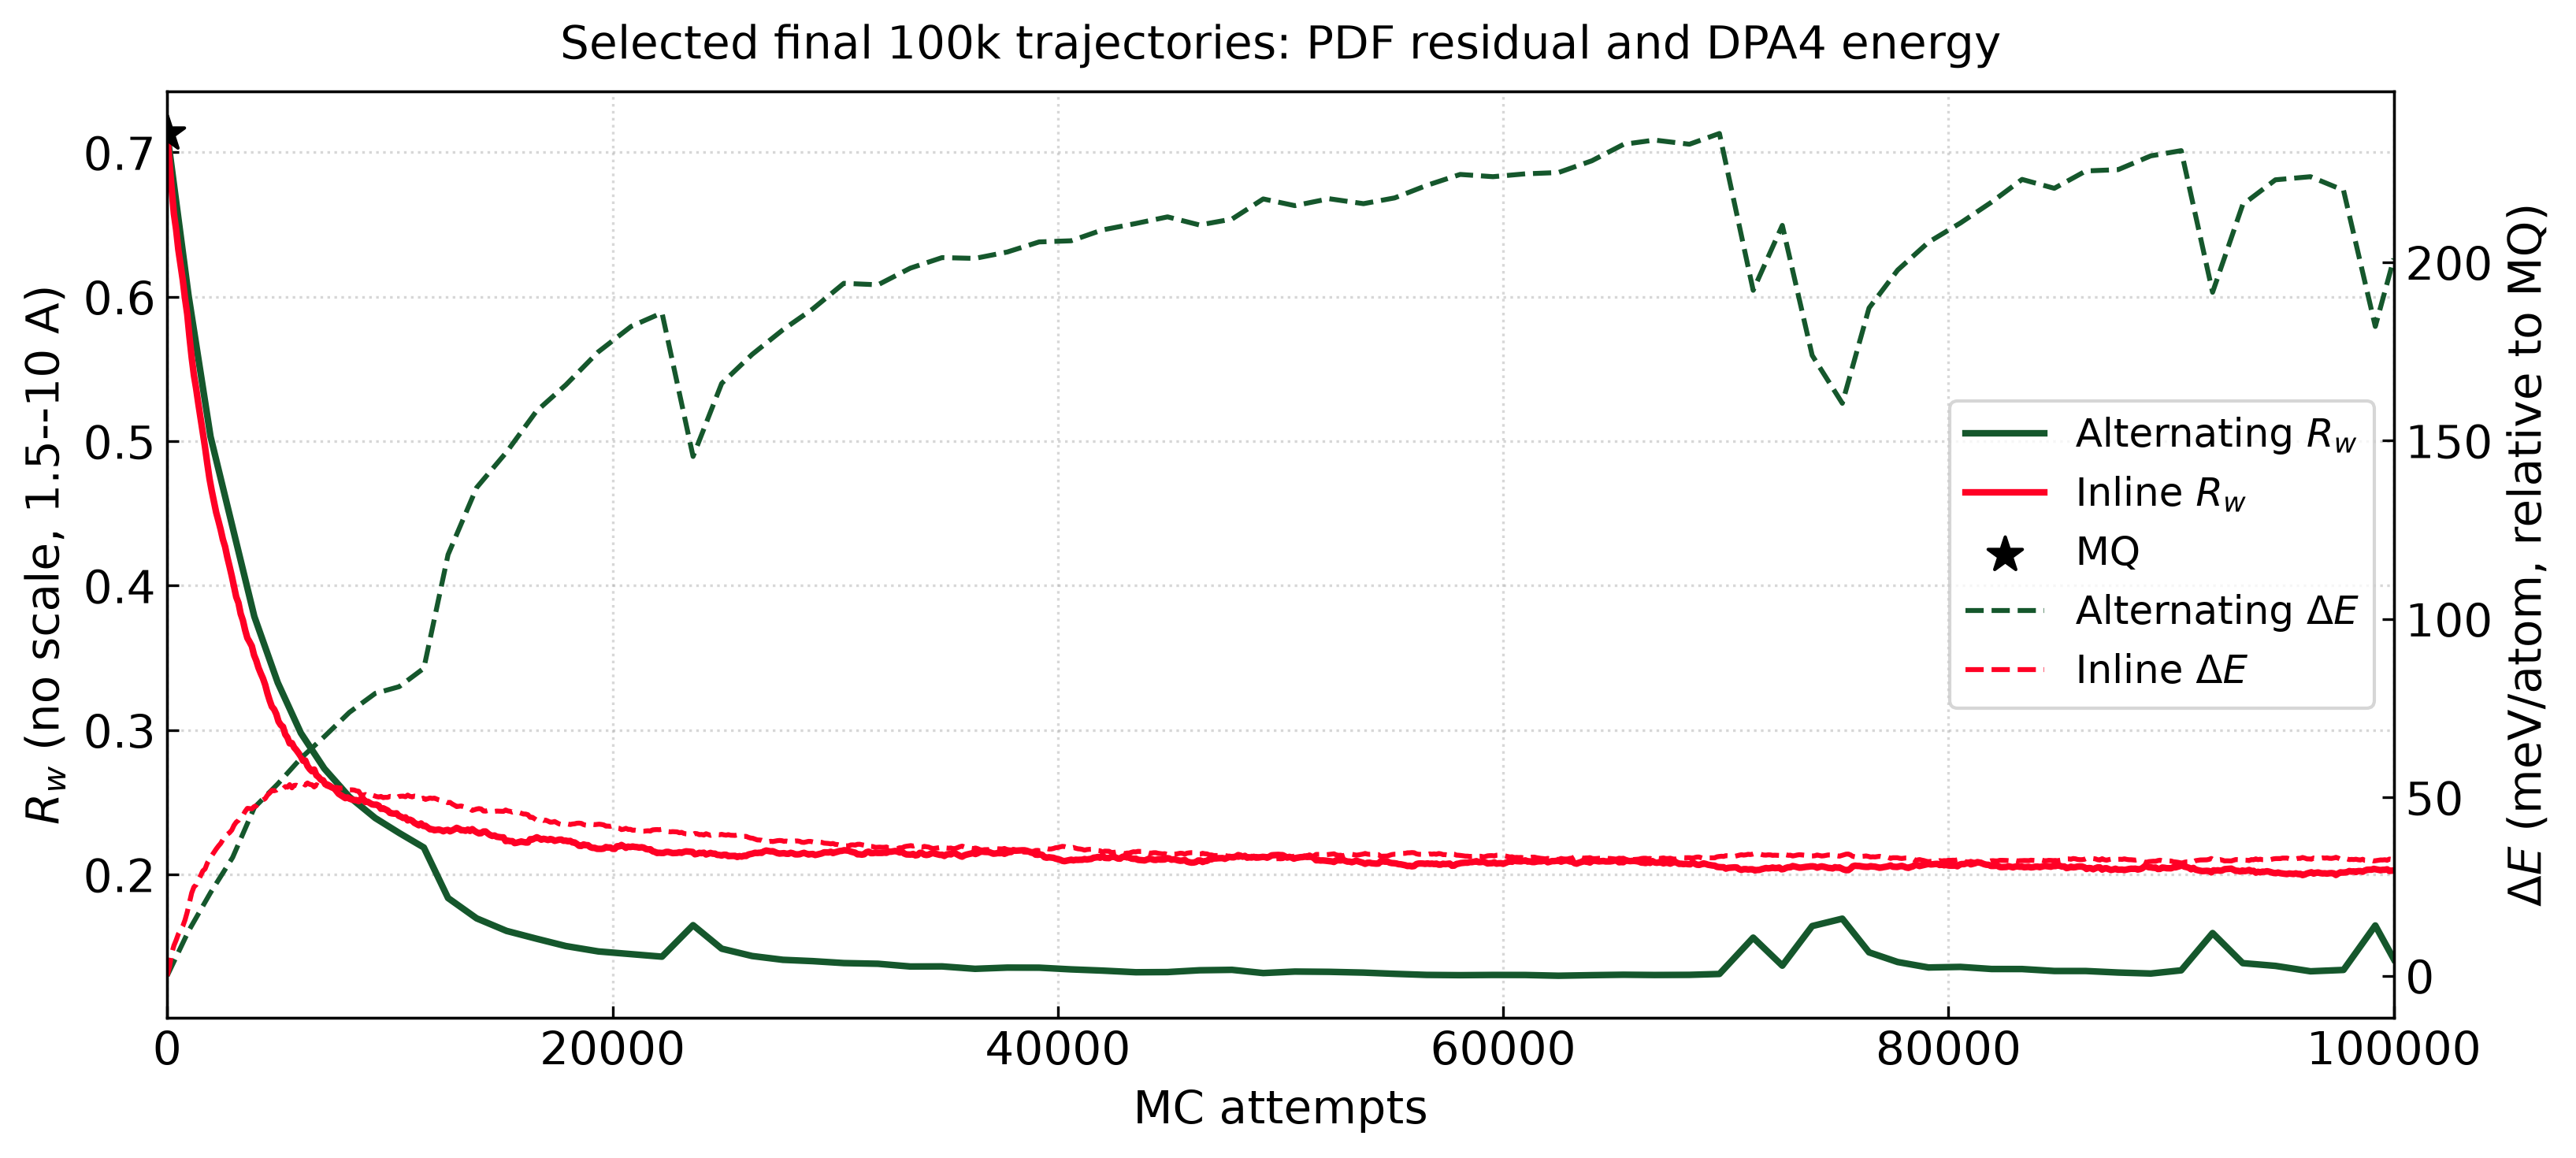 Selected final 100k trajectories: PDF residual and DPA4 energy
R_w (no scale, 1.5--10 A)
0.7
0.6
0.5
0.4
0.3
0.2
0
20000
40000
60000
80000
100000
MC attempts
200
150
100
50
0
ΔE (meV/atom, relative to MQ)
Alternating R_w
Inline R_w
MQ
Alternating ΔE
Inline ΔE